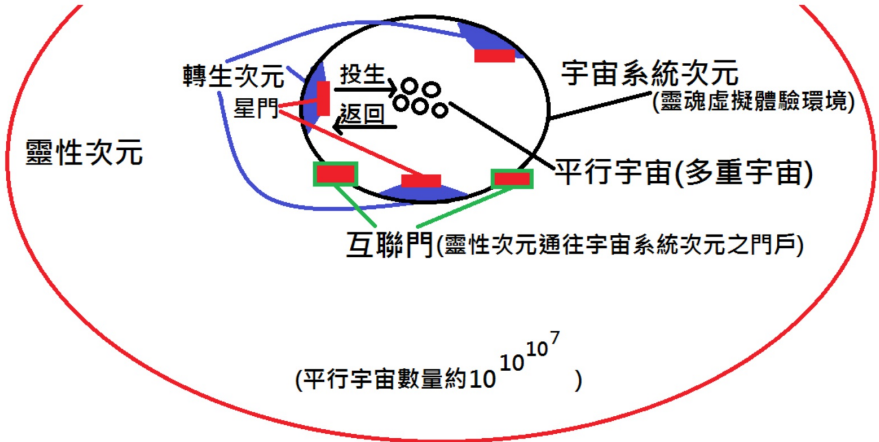 轉生次元
星門
投生
返回
宇宙系統次元
(靈魂虛擬體驗環境)
靈性次元
平行宇宙(多重宇宙)
互聯門(靈性次元通往宇宙系統次元之門戶)
(平行宇宙數量約10^10^10^7)